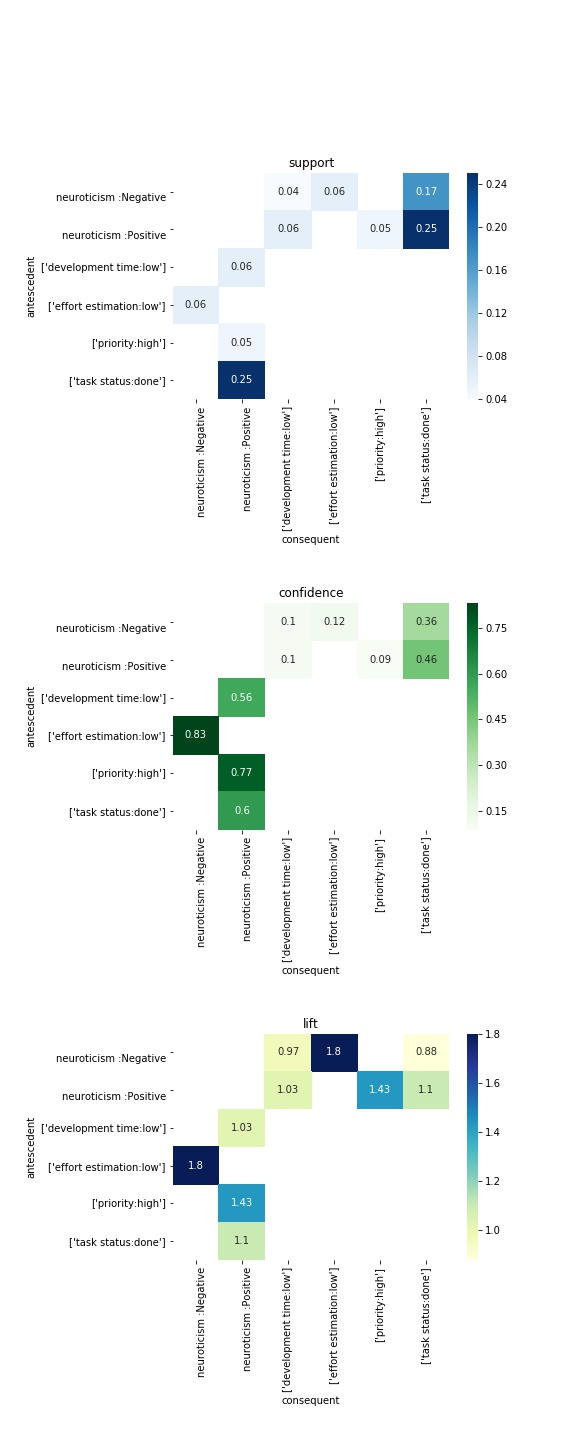 support
neuroticism :Negative
0.04 0.06 0.17
0.24
neuroticism :Positive
0.06 0.05 0.25
0.20
antescedent
['development time:low']
0.06
0.16
['effort estimation:low']
0.06
0.12
['priority:high']
0.05
0.08
['task status:done']
0.25
0.04
neuroticism :Negative
neuroticism :Positive
['development time:low']
['effort estimation:low']
['priority:high']
['task status:done']
consequent
confidence
neuroticism :Negative
0.1 0.12 0.36
0.75
neuroticism :Positive
0.1 0.09 0.46
0.60
antescedent
['development time:low']
0.56
0.45
['effort estimation:low']
0.83
0.30
['priority:high']
0.77
['task status:done']
0.6
0.15
neuroticism :Negative
neuroticism :Positive
['development time:low']
['effort estimation:low']
['priority:high']
['task status:done']
consequent
lift
1.8
neuroticism :Negative
0.97 1.8 0.88
1.6
neuroticism :Positive
1.03 1.43 1.1
1.4
antescedent
['development time:low']
1.03
['effort estimation:low']
1.8
1.2
['priority:high']
1.43
1.0
['task status:done']
1.1
neuroticism :Negative
neuroticism :Positive
['development time:low']
['effort estimation:low']
['priority:high']
['task status:done']
consequent